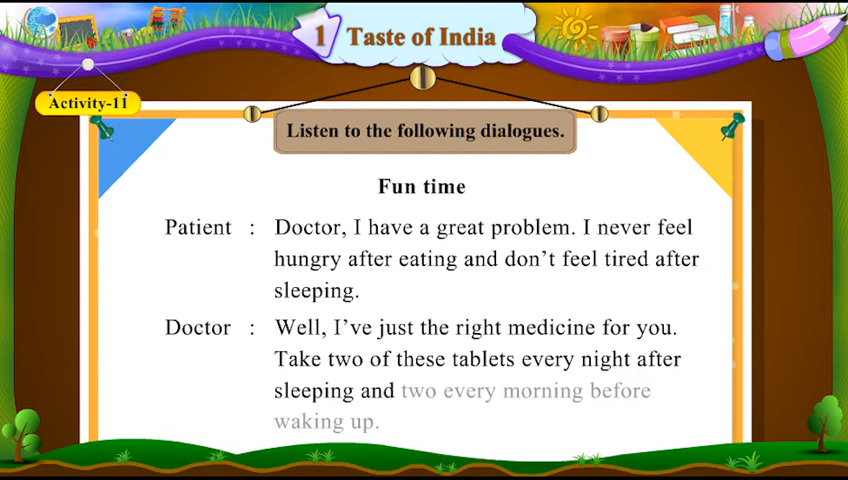 1 Taste of India
Activity-11
Listen to the following dialogues.
Fun time
Patient : Doctor, I have a great problem. I never feel
hungry after eating and don't feel tired after
sleeping.
Doctor : Well, I've just the right medicine for you.
Take two of these tablets every night after
sleeping and two every morning before
waking up.